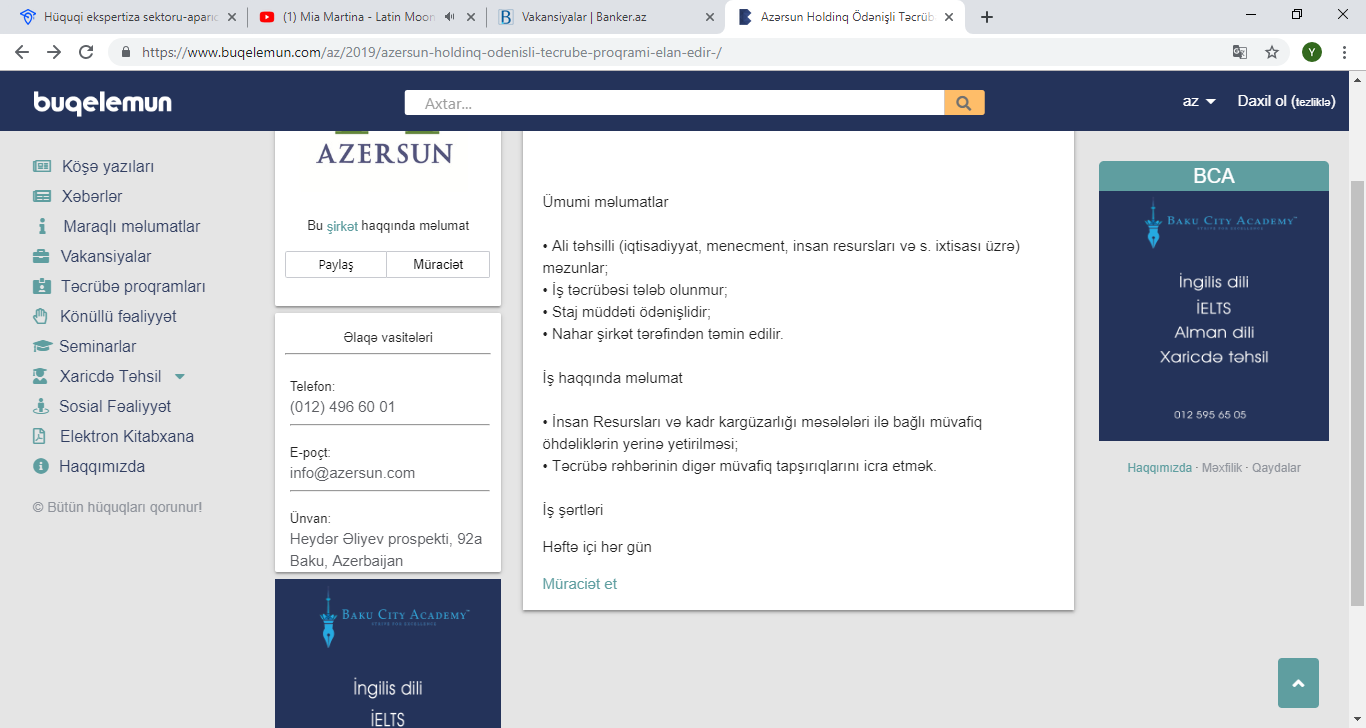 Hüquqi ekspertiza sektoru-aparıc
(1) Mia Martina - Latin Moon
Vakansiyalar | Banker.az
Azərsun Holdinq Ödənişli Təcrüb
https://www.buqelemun.com/az/2019/azersun-holdinq-odenisli-tecrube-proqrami-elan-edir-/
Y
buqelemun
Axtar...
az
Daxil ol (tezliklə)
Köşə yazıları
Xəbərlər
Maraqlı məlumatlar
Vakansiyalar
Təcrübə proqramları
Könüllü fəaliyyət
Seminarlar
Xaricdə Təhsil
Sosial Fəaliyyət
Elektron Kitabxana
Haqqımızda
© Bütün hüquqları qorunur!
AZERSUN
Bu şirkət haqqında məlumat
Paylaş
Müraciət
Əlaqə vasitələri
Telefon:
(012) 496 60 01
E-poçt:
info@azersun.com
Ünvan:
Heydər Əliyev prospekti, 92a
Baku, Azerbaijan
BAKU CITY ACADEMY
İngilis dili
İELTS
Ümumi məlumatlar
• Ali təhsilli (iqtisadiyyat, menecment, insan resursları və s. ixtisası üzrə)
məzunlar;
• İş təcrübəsi tələb olunmur;
• Staj müddəti ödənişlidir;
• Nahar şirkət tərəfindən təmin edilir.
İş haqqında məlumat
• İnsan Resursları və kadr kargüzarlığı məsələləri ilə bağlı müvafiq
öhdəliklərin yerinə yetirilməsi;
• Təcrübə rəhbərinin digər müvafiq tapşırıqlarını icra etmək.
İş şərtləri
Həftə içi hər gün
Müraciət et
BCA
BAKU CITY ACADEMY
İngilis dili
İELTS
Alman dili
Xaricdə təhsil
012 595 65 05
Haqqımızda · Məxfilik · Qaydalar